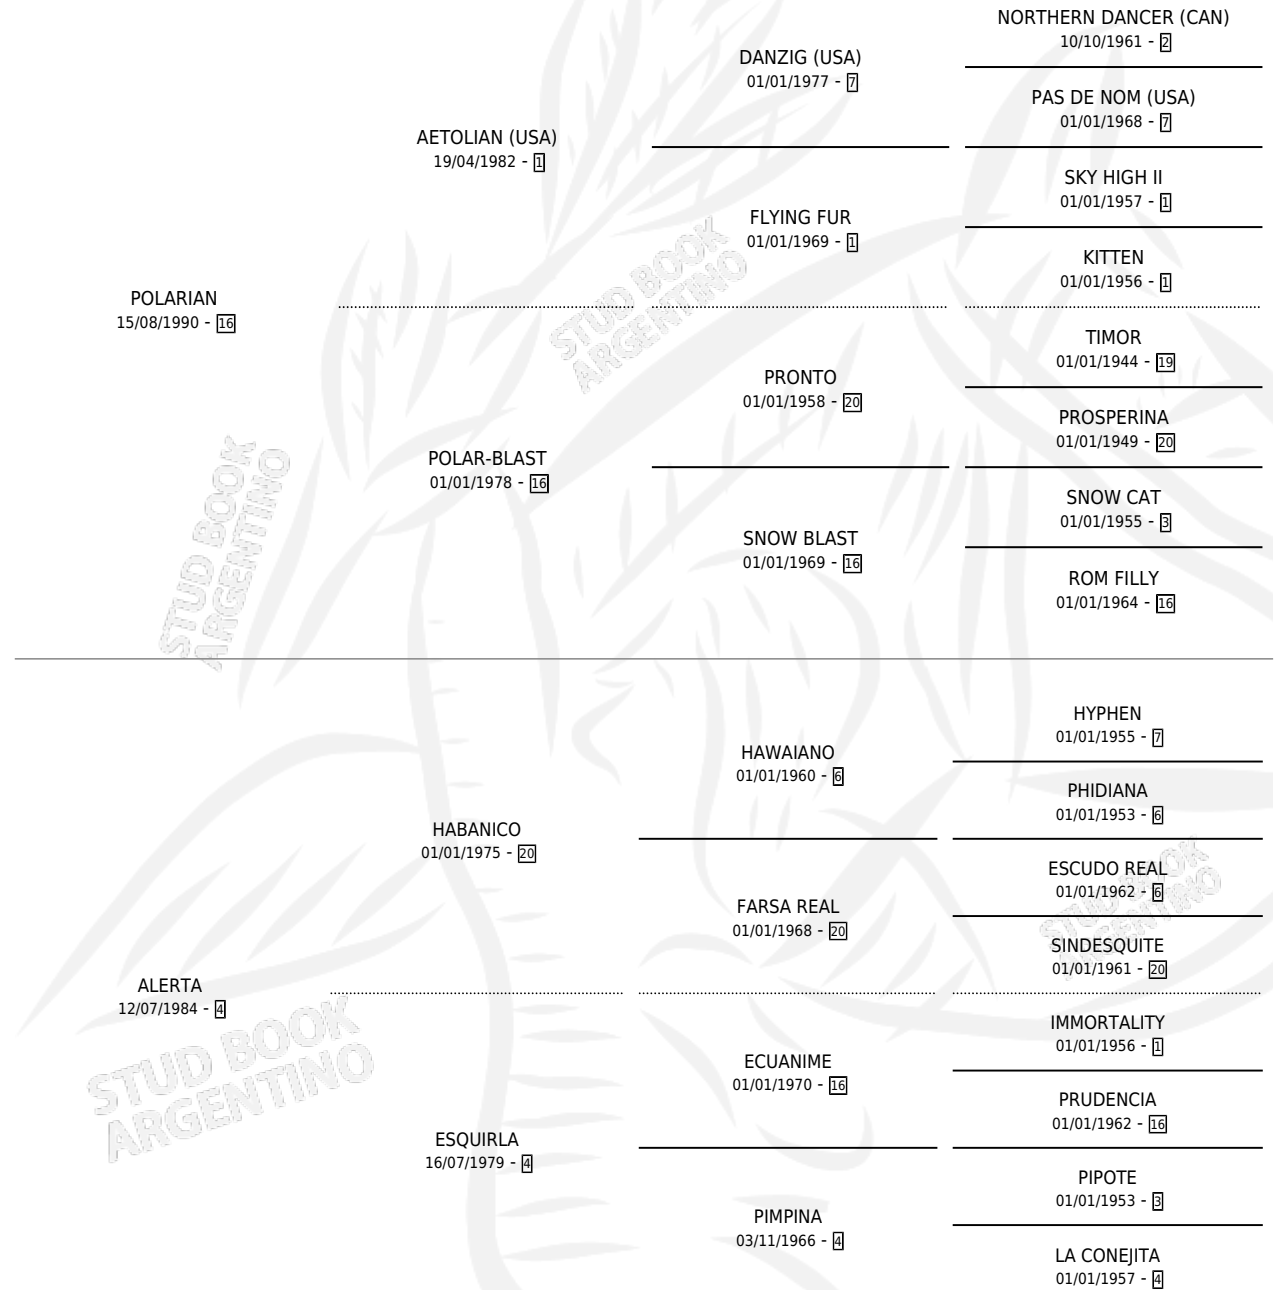 NORTHERN DANCER (CAN)
10/10/1961 - 2
DANZIG (USA)
01/01/1977 - 7
PAS DE NOM (USA)
01/01/1968 - 7
AETOLIAN (USA)
19/04/1982 - 1
SKY HIGH II
01/01/1957 - 1
FLYING FUR
01/01/1969 - 1
KITTEN
01/01/1956 - 1
POLARIAN
15/08/1990 - 16
TIMOR
01/01/1944 - 19
PRONTO
01/01/1958 - 20
PROSPERINA
01/01/1949 - 20
POLAR-BLAST
01/01/1978 - 16
SNOW CAT
01/01/1955 - 3
SNOW BLAST
01/01/1969 - 16
ROM FILLY
01/01/1964 - 16
HYPHEN
01/01/1955 - 7
HAWAIANO
01/01/1960 - 6
PHIDIANA
01/01/1953 - 6
HABANICO
01/01/1975 - 20
ESCUDO REAL
01/01/1962 - 6
FARSA REAL
01/01/1968 - 20
SINDESQUITE
01/01/1961 - 20
ALERTA
12/07/1984 - 4
IMMORTALITY
01/01/1956 - 1
ECUANIME
01/01/1970 - 16
PRUDENCIA
01/01/1962 - 16
ESQUIRLA
16/07/1979 - 4
PIPOTE
01/01/1953 - 3
PIMPINA
03/11/1966 - 4
LA CONEJITA
01/01/1957 - 4
STUD BOOK
ARGENTINO
STUD BOOK
ARGENTINO
STUD BOOK
ARGENTINO
STUD BOOK
ARGENTINO